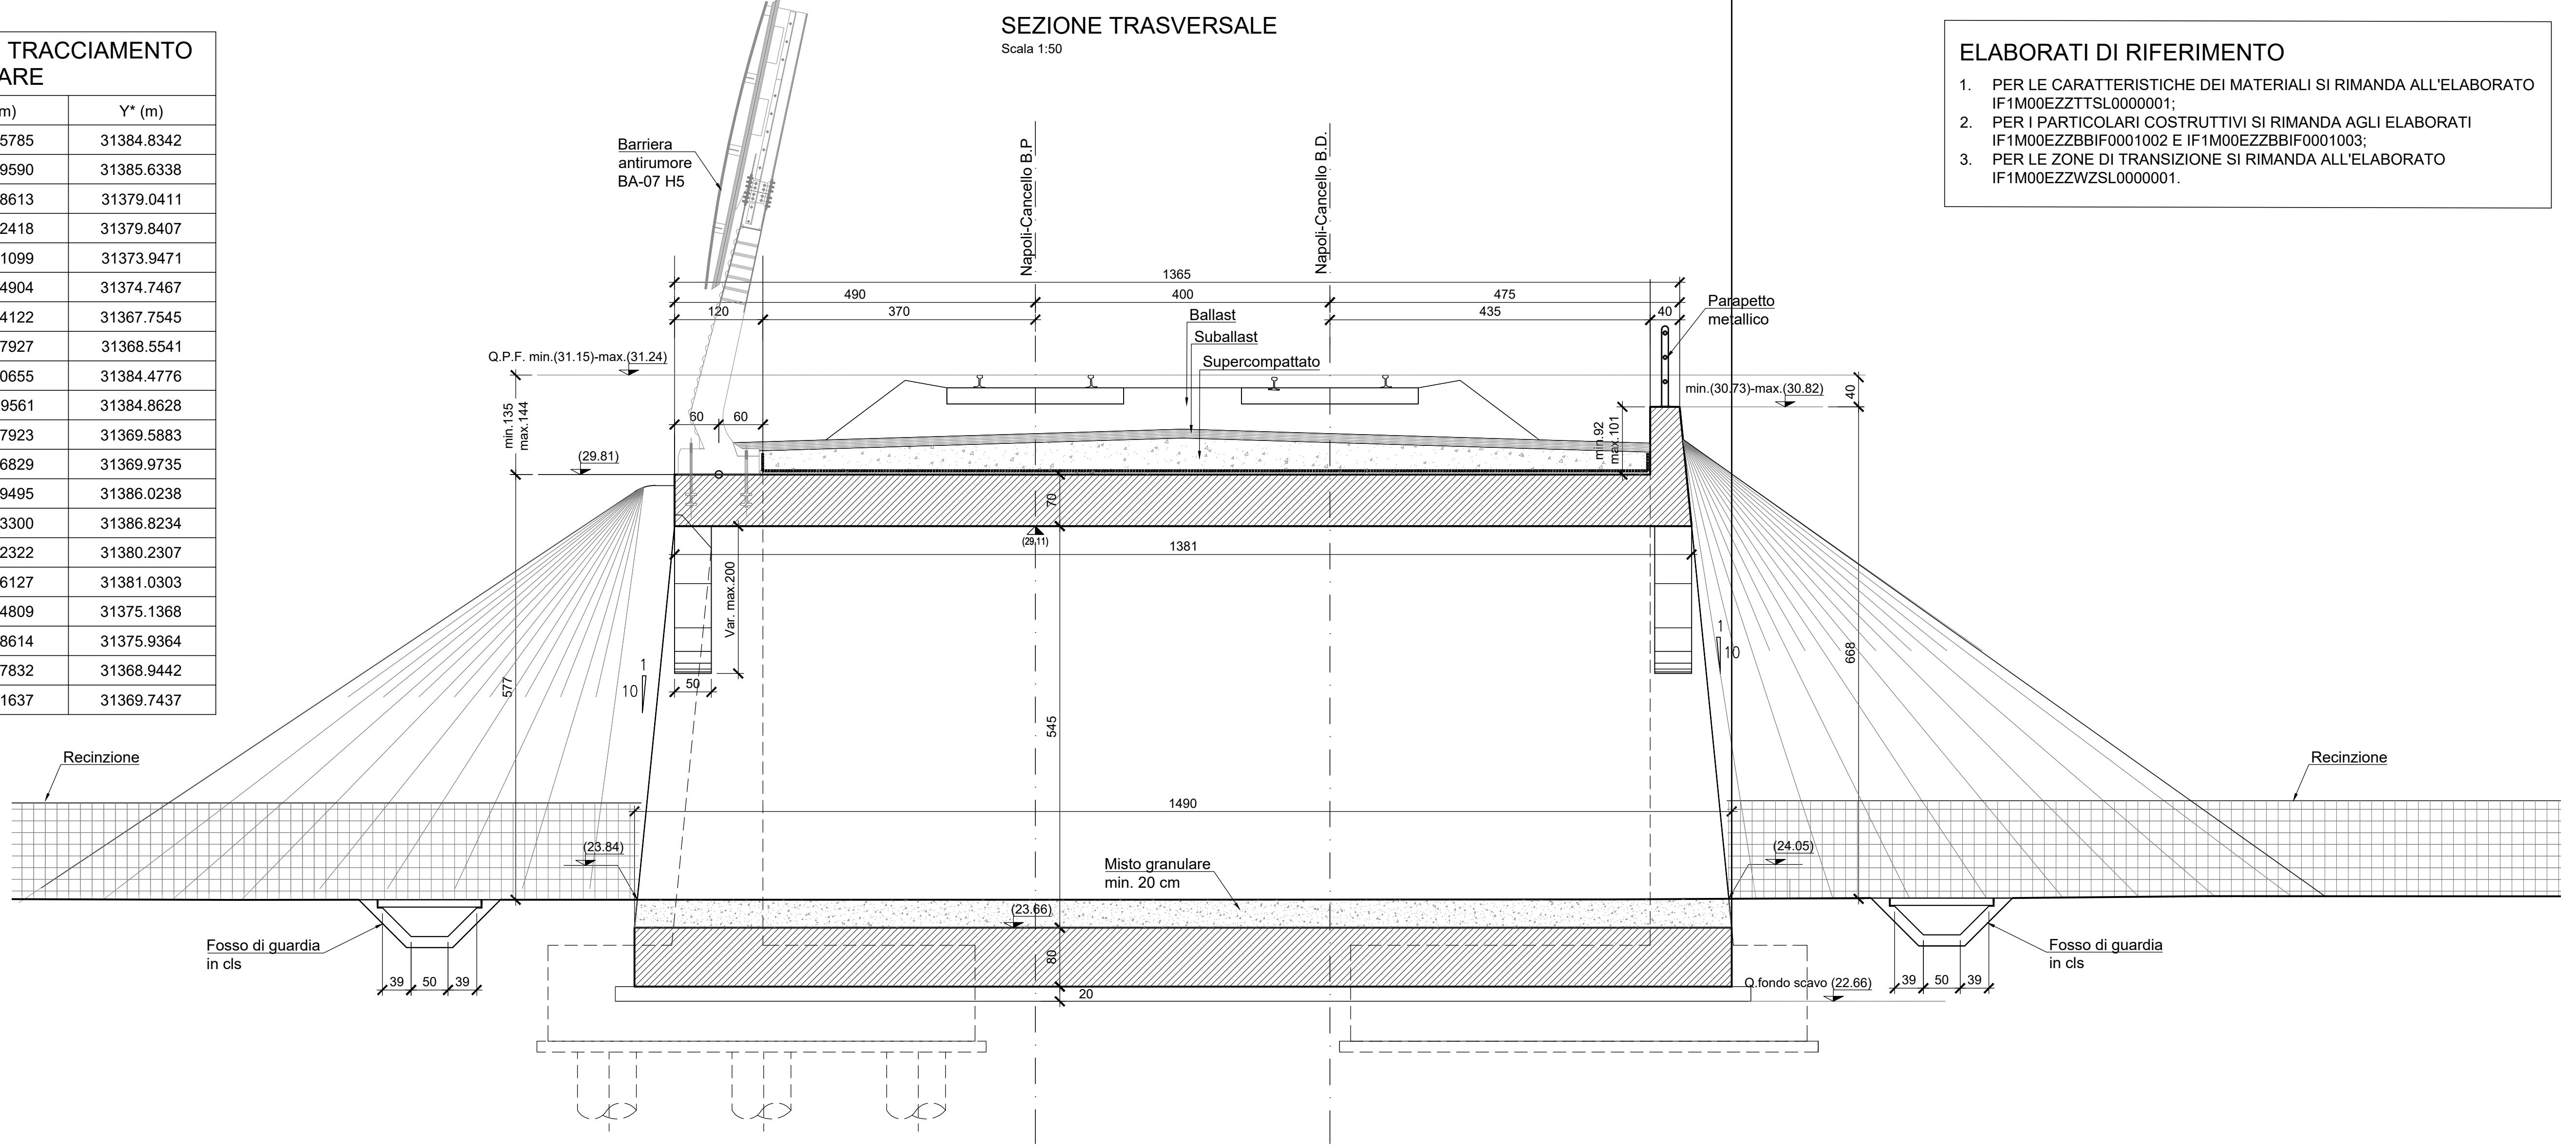 TRACCIAMENTO
ARE
m)
Y* (m)
5785 31384.8342
9590 31385.6338
8613 31379.0411
2418 31379.8407
1099 31373.9471
4904 31374.7467
4122 31367.7545
7927 31368.5541
0655 31384.4776
9561 31384.8628
7923 31369.5883
6829 31369.9735
9495 31386.0238
3300 31386.8234
2322 31380.2307
6127 31381.0303
4809 31375.1368
8614 31375.9364
7832 31368.9442
1637 31369.7437
SEZIONE TRASVERSALE
Scala 1:50
ELABORATI DI RIFERIMENTO
1. PER LE CARATTERISTICHE DEI MATERIALI SI RIMANDA ALL'ELABORATO
IF1M00EZZTTSL0000001;
2. PER I PARTICOLARI COSTRUTTIVI SI RIMANDA AGLI ELABORATI
IF1M00EZZBBIF0001002 E IF1M00EZZBBIF0001003;
3. PER LE ZONE DI TRANSIZIONE SI RIMANDA ALL'ELABORATO
IF1M00EZZWZSL0000001.
Barriera
antirumore
BA-07 H5
Napoli-Cancello B.P
Napoli-Cancello B.D.
1365
490
400
475
120
370
435
40
Ballast
Suballast
Supercompattato
Parapetto
metallico
Q.P.F. min.(31.15)-max.(31.24)
min.(30.73)-max.(30.82)
40
min.135
max.144
60
60
min.92
max.101
(29.81)
70
(29.11)
1381
Var. max.200
50
1
10
1
10
577
545
668
Recinzione
Recinzione
1490
(23.84)
(24.05)
Misto granulare
min. 20 cm
(23.66)
Fosso di guardia
in cls
Fosso di guardia
in cls
80
20
Q.fondo scavo (22.66)
39
50
39
39
50
39